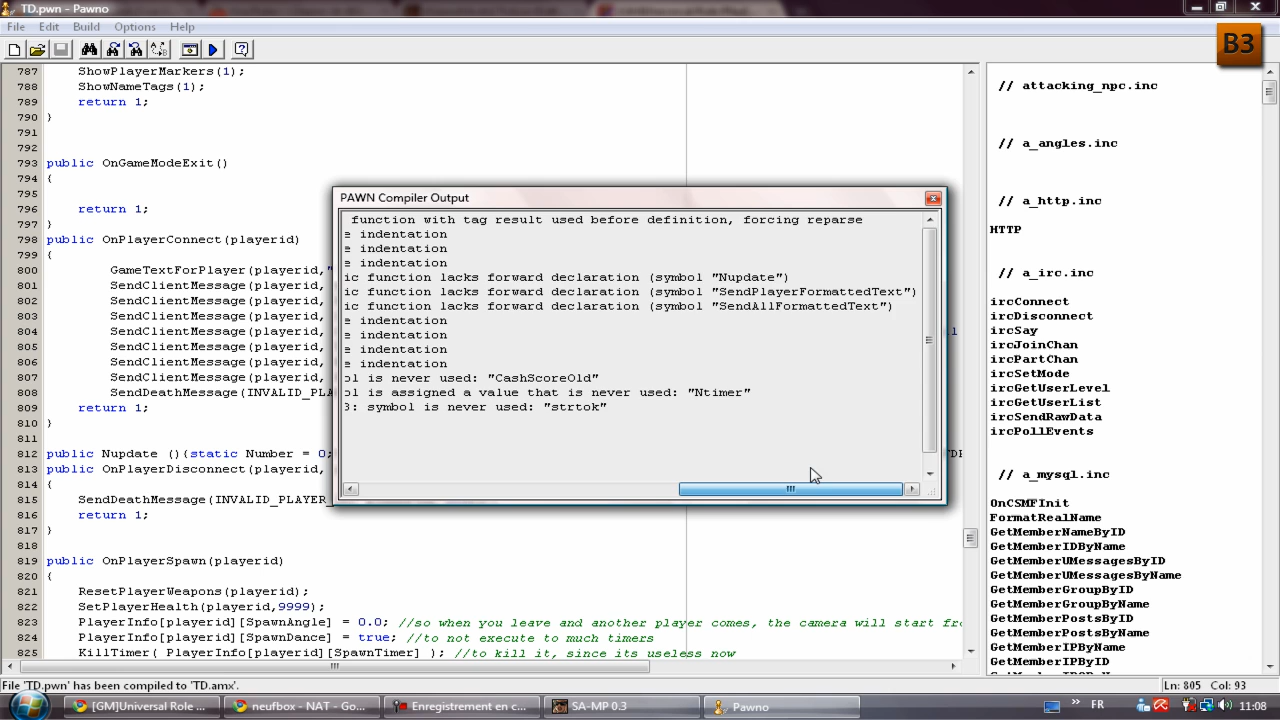 TD.pwn - Pawno
File Edit Build Options Help
B3
787 ShowPlayerMarkers(1);
788 ShowNameTags(1);
789 return 1;
790 }
791
792
793 public OnGameModeExit()
794 {
795
796 return 1;
797 }
798 public OnPlayerConnect(playerid)
799 {
800 GameTextForPlayer(playerid,"
801 SendClientMessage(playerid,
802 SendClientMessage(playerid,
803 SendClientMessage(playerid,
804 SendClientMessage(playerid,
805 SendClientMessage(playerid,
806 SendClientMessage(playerid,
807 SendClientMessage(playerid,
808 SendDeathMessage(INVALID_PLA
809 return 1;
810 }
811
812 public Nupdate ()(static Number = 0;
813 public OnPlayerDisconnect(playerid,
814 {
815 SendDeathMessage(INVALID_PLAYER_
816 return 1;
817 }
818
819 public OnPlayerSpawn(playerid)
820 {
821 ResetPlayerWeapons(playerid);
822 SetPlayerHealth(playerid,9999);
823 PlayerInfo[playerid][SpawnAngle] = 0.0; //so when you leave and another player comes, the camera will start fro
824 PlayerInfo[playerid][SpawnDance] = true; //to not execute to much timers
825 KillTimer( PlayerInfo[playerid][SpawnTimer] ); //to kill it, since its useless now
PAWN Compiler Output
function with tag result used before definition, forcing reparse
e indentation
e indentation
e indentation
ic function lacks forward declaration (symbol "Nupdate")
ic function lacks forward declaration (symbol "SendPlayerFormattedText")
ic function lacks forward declaration (symbol "SendAllFormattedText")
e indentation
e indentation
e indentation
e indentation
ol is never used: "CashScoreOld"
ol is assigned a value that is never used: "Ntimer"
3: symbol is never used: "strtok"
// attacking_npc.inc
// a_angles.inc
// a_http.inc
HTTP
// a_irc.inc
ircConnect
ircDisconnect
ircSay
ircJoinChan
ircPartChan
ircSetMode
ircGetUserLevel
ircGetUserList
ircSendRawData
ircPollEvents
// a_mysql.inc
OnCSMFInit
FormatRealName
GetMemberNameByID
GetMemberIDByName
GetMemberUMessagesByID
GetMemberUMessagesByName
GetMemberGroupByID
GetMemberGroupByName
GetMemberPostsByID
GetMemberPostsByName
GetMemberIPByName
GetMemberIPByID
File 'TD.pwn' has been compiled to 'TD.amx'.
Ln: 805 Col: 93
[GM]Universal Role ...
neufbox - NAT - Go...
Enregistrement en c...
SA-MP 0.3
Pawno
FR
11:08